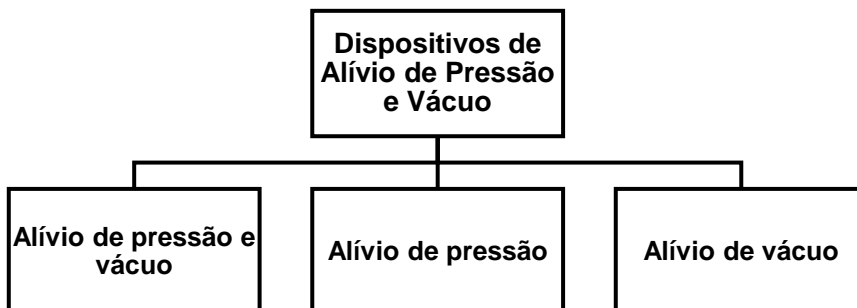 Dispositivos de
Alívio de Pressão
e Vácuo
Alívio de pressão e
vácuo
Alívio de pressão
Alívio de vácuo